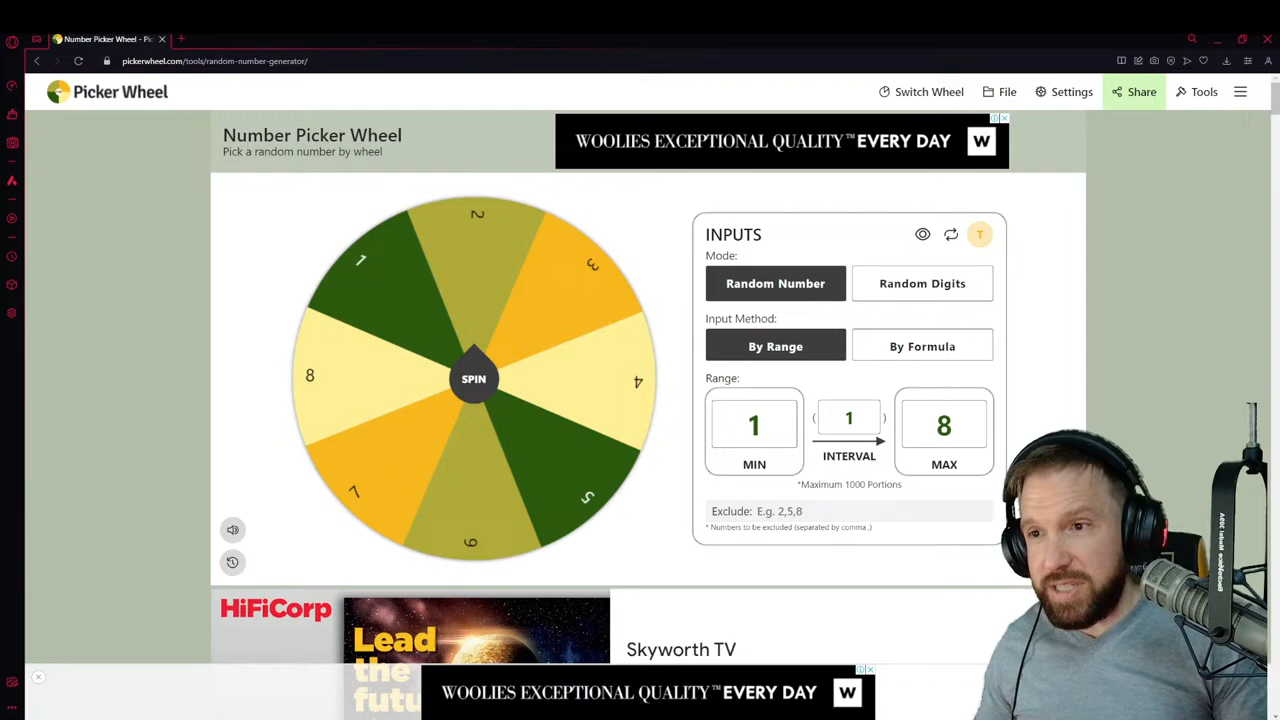 Number Picker Wheel - Pic
pickerwheel.com/tools/random-number-generator/
Picker Wheel
Switch Wheel
File
Settings
Share
Tools
Number Picker Wheel
Pick a random number by wheel
WOOLIES EXCEPTIONAL QUALITY™ EVERY DAY W
1
2
3
4
5
6
7
8
SPIN
INPUTS
T
Mode:
Random Number
Random Digits
Input Method:
By Range
By Formula
Range:
1
MIN
( 1 )
INTERVAL
8
MAX
*Maximum 1000 Portions
Exclude: E.g. 2,5,8
* Numbers to be excluded (separated by comma ,)
HiFiCorp
Lead
the
futu
Skyworth TV
WOOLIES EXCEPTIONAL QUALITY™ EVERY DAY W